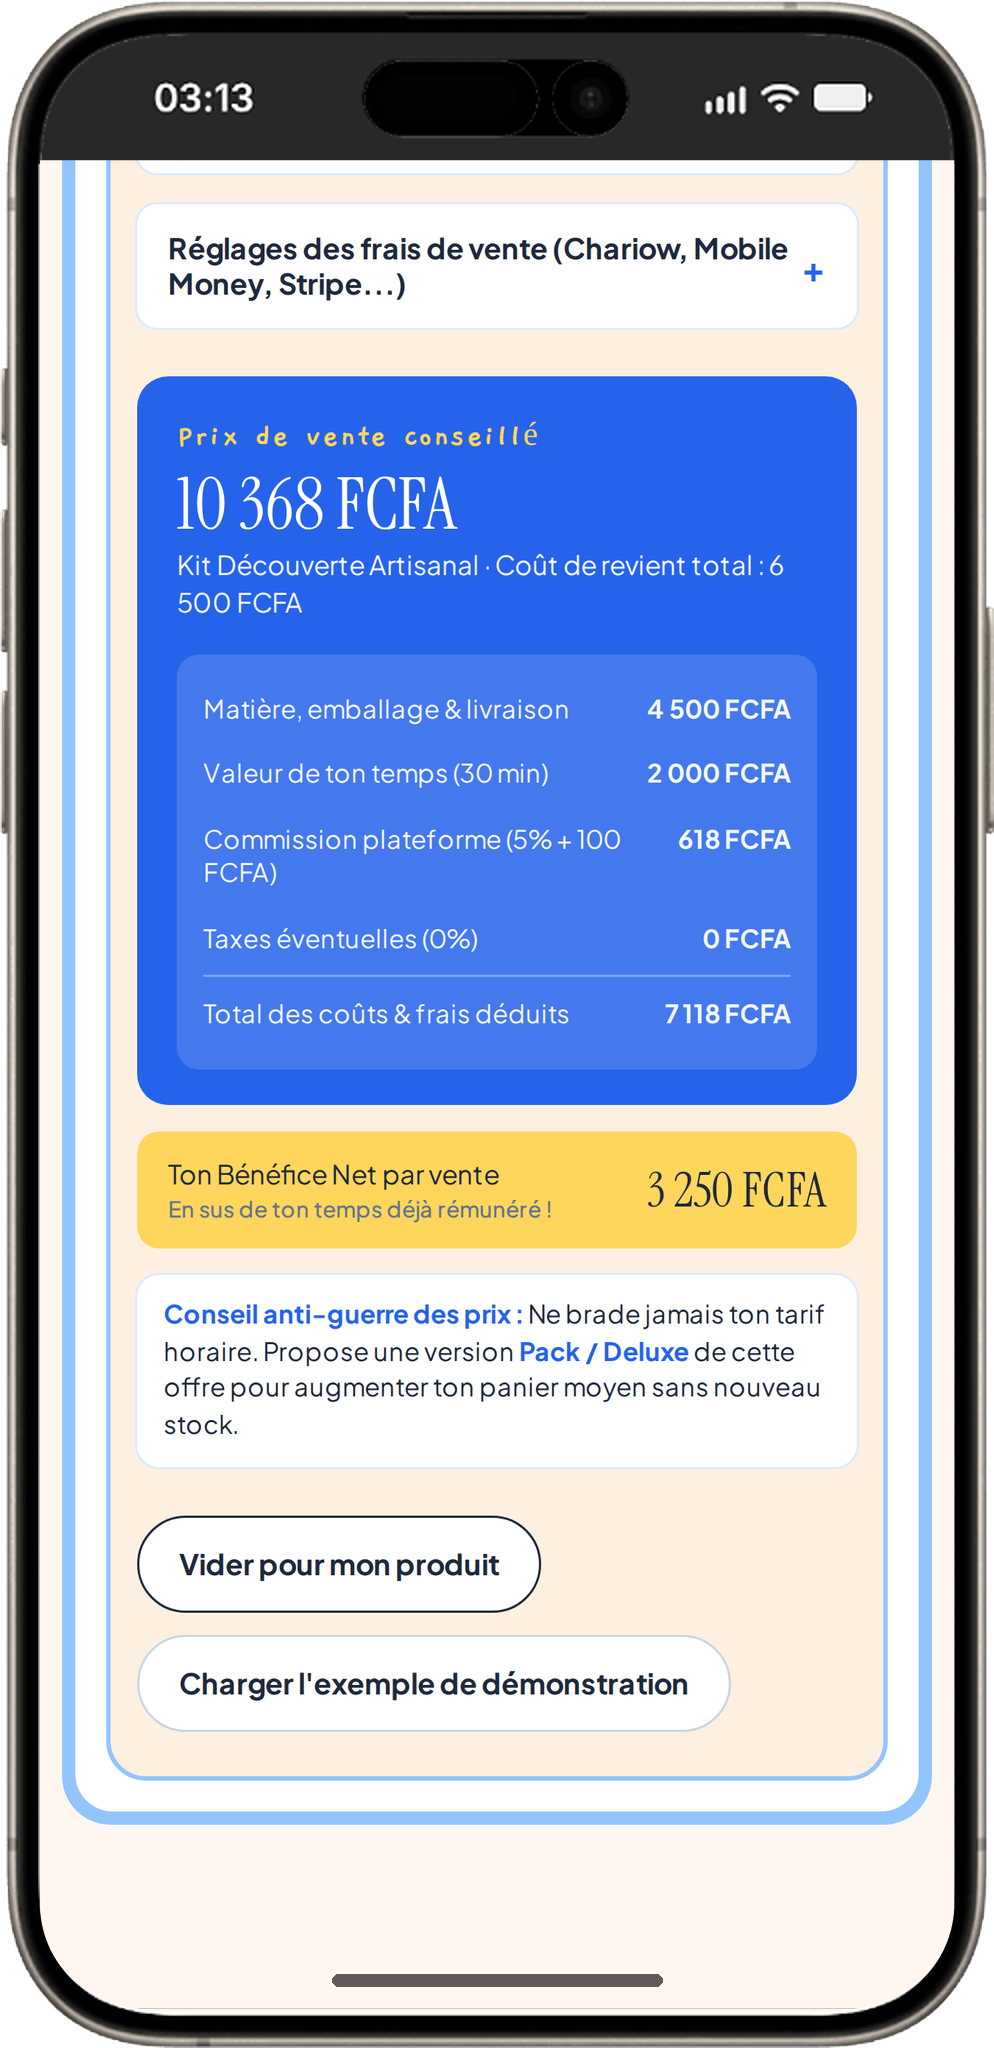 03:13
Réglages des frais de vente (Chariow, Mobile
Money, Stripe...)
+
Prix de vente conseillé
10 368 FCFA
Kit Découverte Artisanal · Coût de revient total : 6
500 FCFA
Matière, emballage & livraison 4 500 FCFA
Valeur de ton temps (30 min) 2 000 FCFA
Commission plateforme (5% + 100 618 FCFA
FCFA)
Taxes éventuelles (0%) 0 FCFA
Total des coûts & frais déduits 7 118 FCFA
Ton Bénéfice Net par vente
En sus de ton temps déjà rémunéré !
3 250 FCFA
Conseil anti-guerre des prix : Ne brade jamais ton tarif
horaire. Propose une version Pack / Deluxe de cette
offre pour augmenter ton panier moyen sans nouveau
stock.
Vider pour mon produit
Charger l'exemple de démonstration